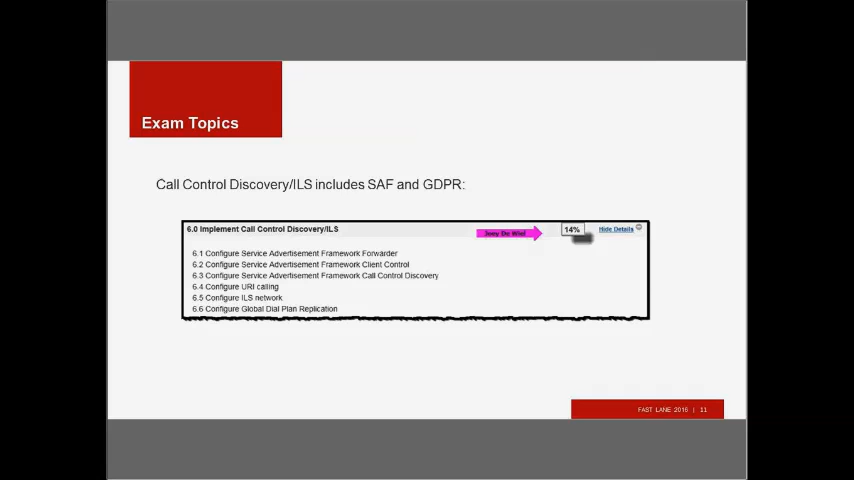 Exam Topics
Call Control Discovery/ILS includes SAF and GDPR:
6.0 Implement Call Control Discovery/ILS Joey De Wiel 14% Hide Details
6.1 Configure Service Advertisement Framework Forwarder
6.2 Configure Service Advertisement Framework Client Control
6.3 Configure Service Advertisement Framework Call Control Discovery
6.4 Configure URI calling
6.5 Configure ILS network
6.6 Configure Global Dial Plan Replication
FAST LANE 2016 | 11